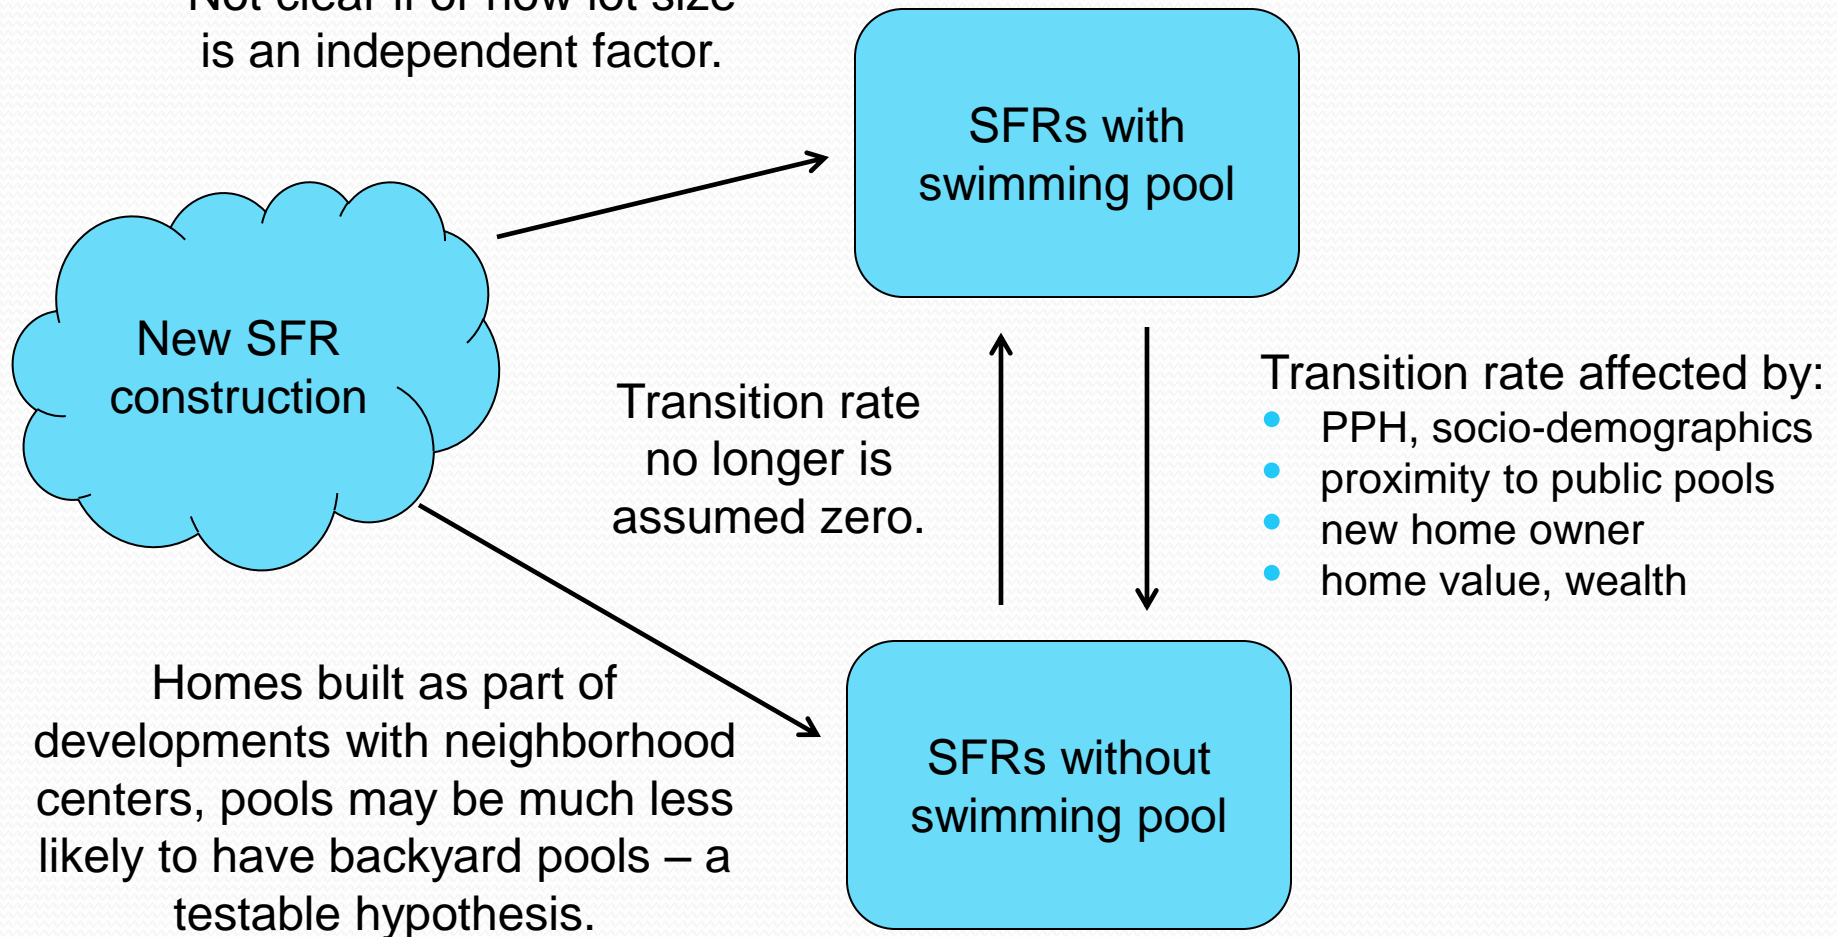 is an independent factor.
SFRs with
swimming pool
New SFR
construction
Transition rate
no longer is
assumed zero.
Transition rate affected by:
• PPH, socio-demographics
• proximity to public pools
• new home owner
• home value, wealth
Homes built as part of
developments with neighborhood
centers, pools may be much less
likely to have backyard pools – a
testable hypothesis.
SFRs without
swimming pool